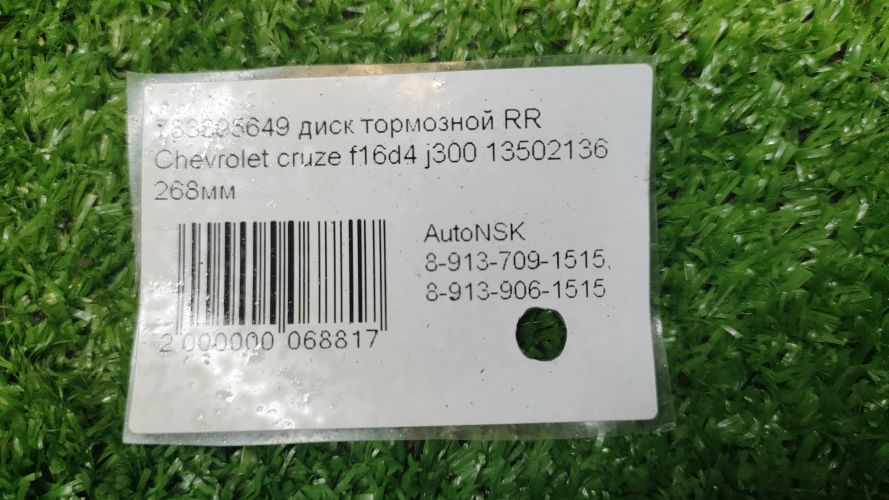 783605649 диск тормозной RR
Chevrolet cruze f16d4 j300 13502136
268мм
AutoNSK
8-913-709-1515,
8-913-906-1515
2 000000 068817